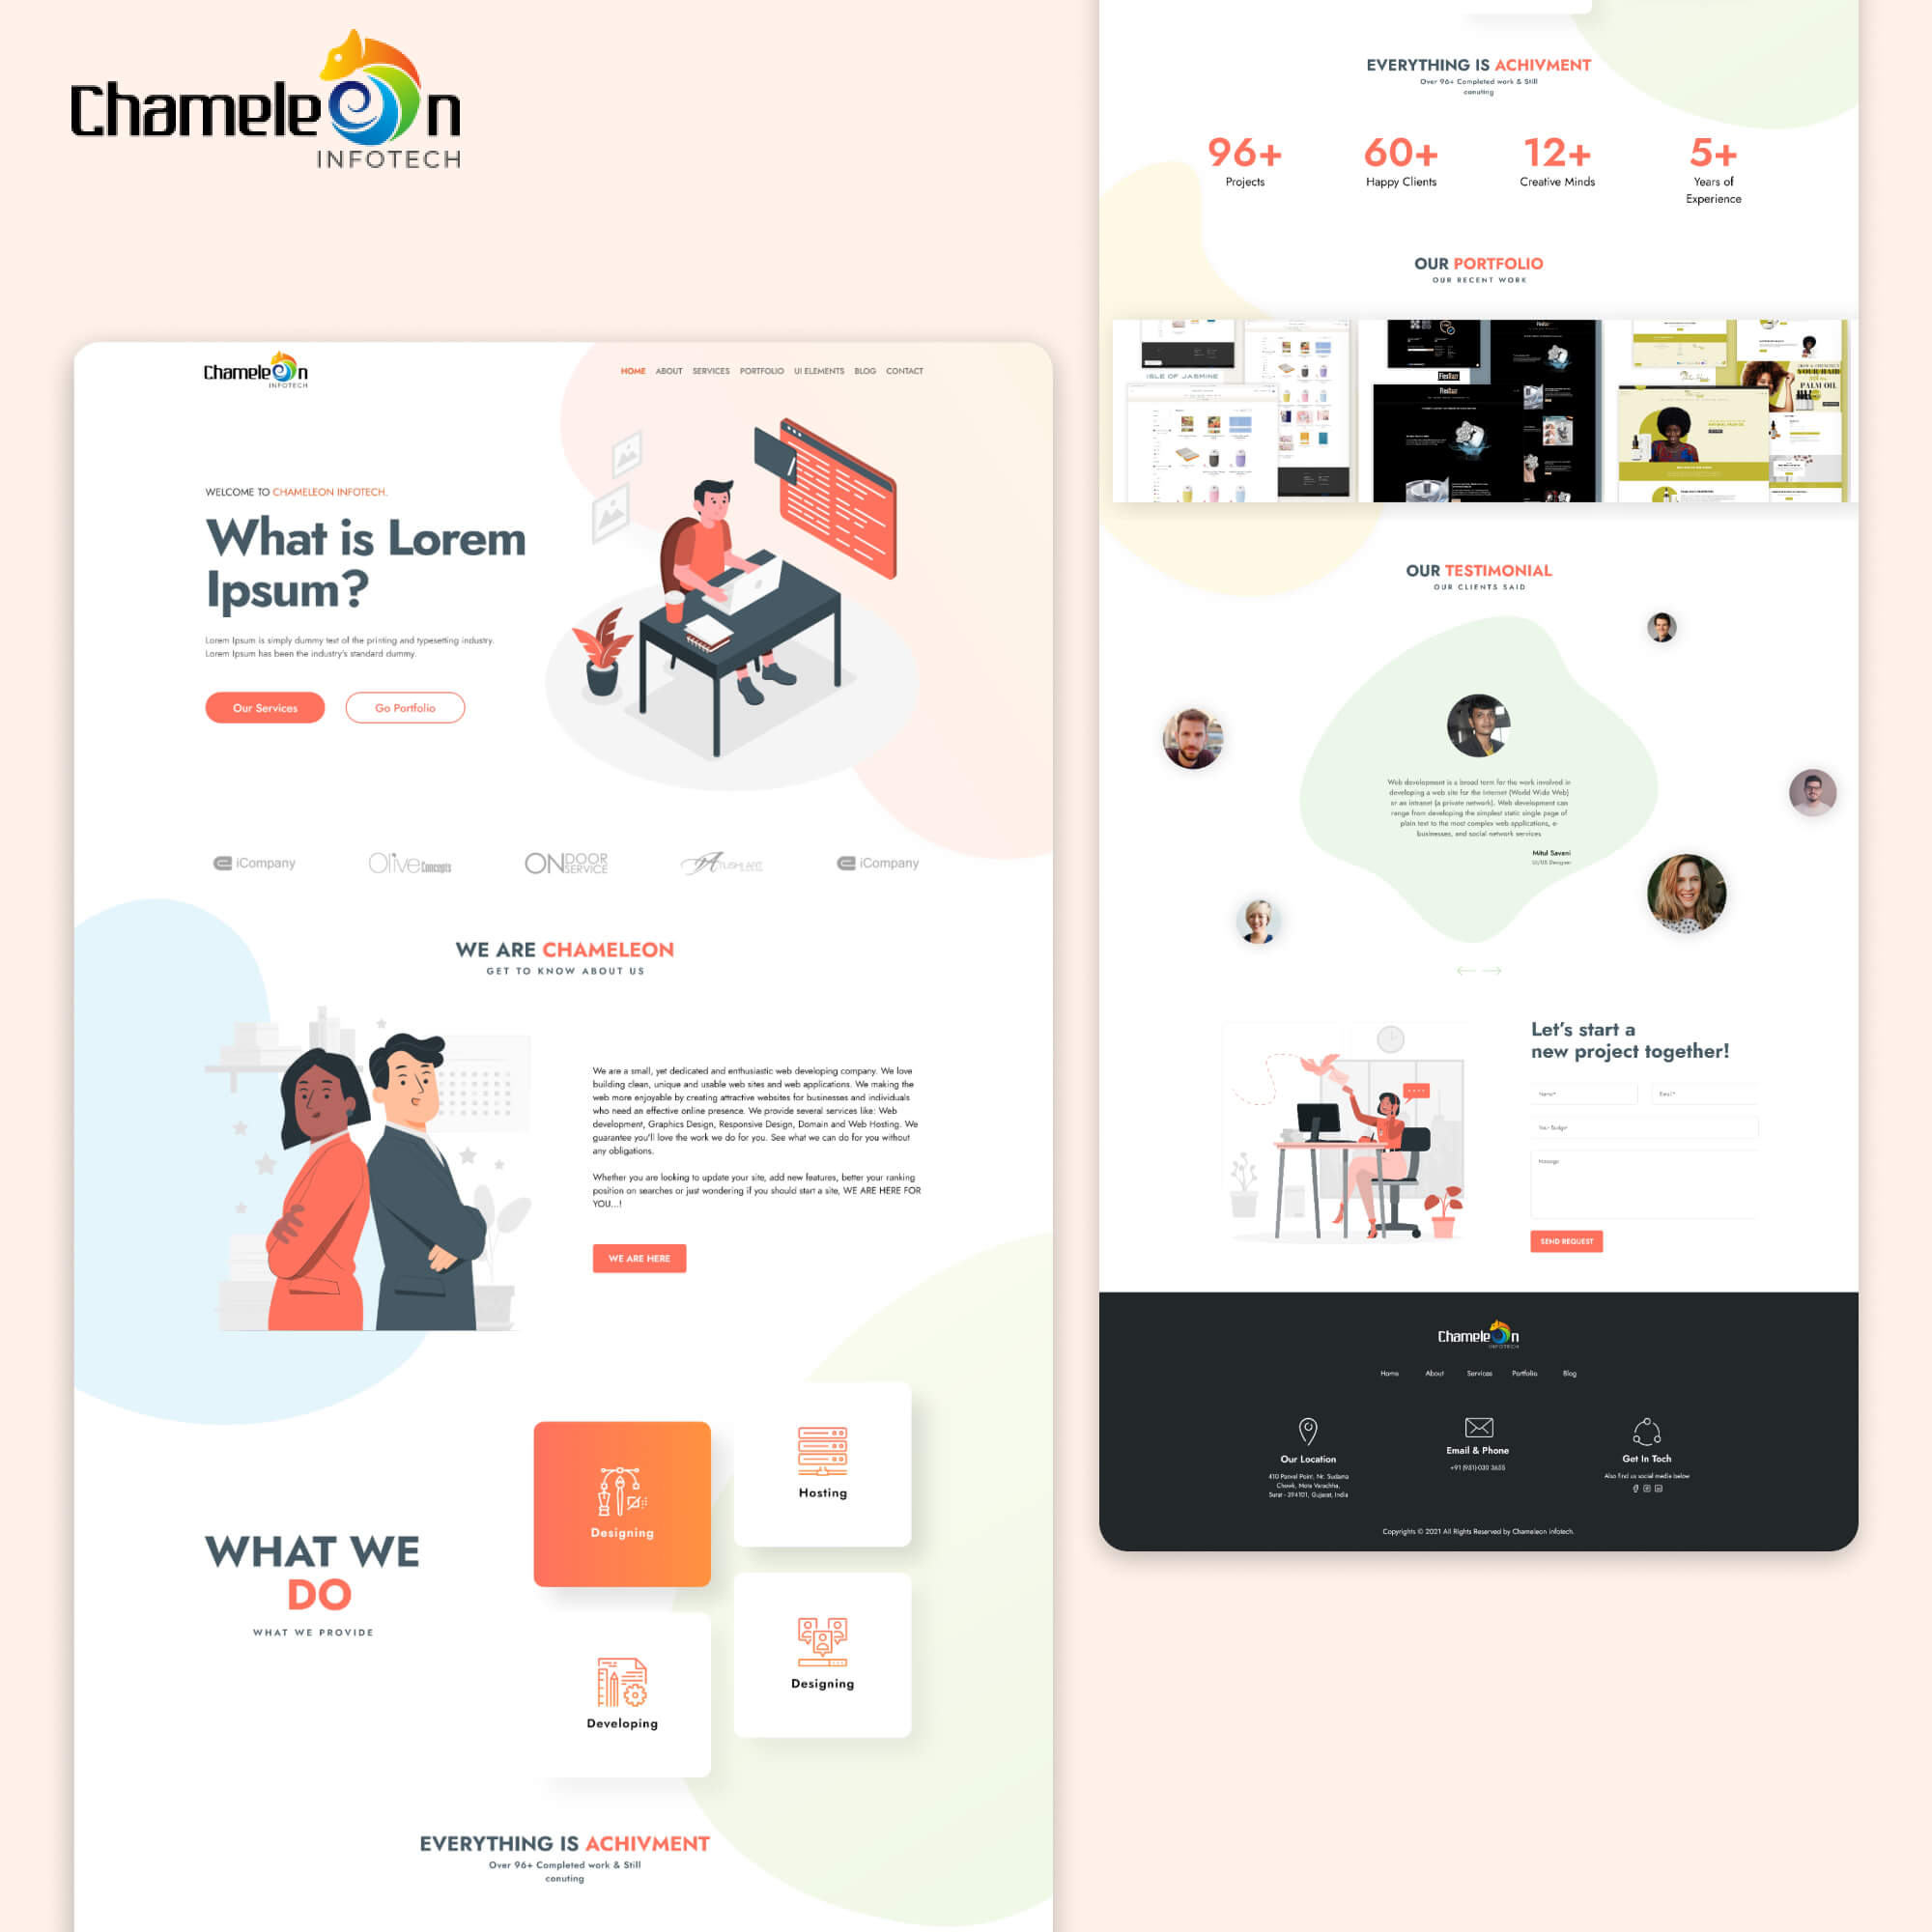 Chameleon
INFOTECH
Chameleon
INFOTECH
HOME ABOUT SERVICES PORTFOLIO UI ELEMENTS BLOG CONTACT
WELCOME TO CHAMELEON INFOTECH.
What is Lorem
Ipsum?
Lorem Ipsum is simply dummy text of the printing and typesetting industry.
Lorem Ipsum has been the industry's standard dummy.
Our Services Go Portfolio
iCompany Olive Concepts ON DOOR SERVICE iCompany
WE ARE CHAMELEON
GET TO KNOW ABOUT US
We are a small, yet dedicated and enthusiastic web developing company. We love
building clean, unique and usable web sites and web applications. We making the
web more enjoyable by creating attractive websites for businesses and individuals
who need an effective online presence. We provide several services like: Web
development, Graphics Design, Responsive Design, Domain and Web Hosting. We
guarantee you'll love the work we do for you. See what we can do for you without
any obligations.
Whether you are looking to update your site, add new features, better your ranking
position on searches or just wondering if you should start a site, WE ARE HERE FOR
YOU...!
WE ARE HERE
WHAT WE
DO
WHAT WE PROVIDE
Designing
Hosting
Developing
Designing
EVERYTHING IS ACHIVMENT
Over 96+ Completed work & Still
conuting
EVERYTHING IS ACHIVMENT
Over 96+ Completed work & Still
conuting
96+ 60+ 12+ 5+
Projects Happy Clients Creative Minds Years of
Experience
OUR PORTFOLIO
OUR RECENT WORK
ISLE OF JASMINE
PALM OIL
OUR TESTIMONIAL
OUR CLIENTS SAID
Web development is a broad term for the work involved in
developing a web site for the Internet (World Wide Web)
or an intranet (a private network). Web development can
range from developing the simplest static single page of
plain text to the most complex web applications, e-
businesses, and social network services
Mitul Savani
UI/UX Designer
Let's start a
new project together!
Name* Email*
Your Budget
Message
SEND REQUEST
Chameleon
INFOTECH
Home About Services Portfolio Blog
Our Location
410 Panvel Point, Nr. Sudama
Chowk, Mota Varachha,
Surat - 394101, Gujarat, India
Email & Phone
+91 (951)-030 3655
Get In Toch
Also find us social media below
Copyrights © 2021 All Rights Reserved by Chameleon infotech.